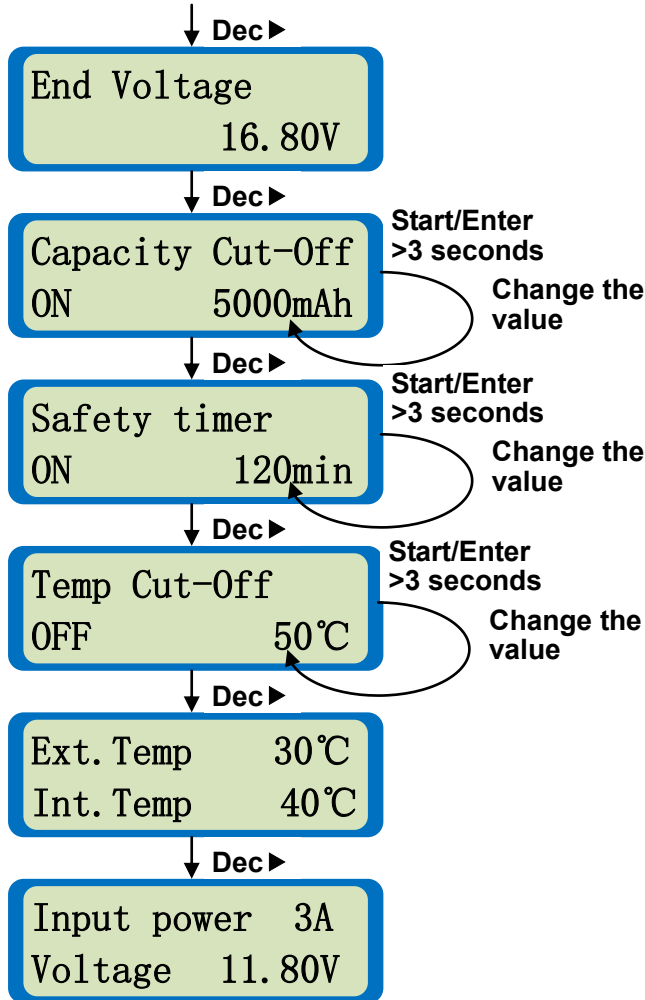 Dec▶
End Voltage
16.80V
Dec▶
Capacity Cut-Off
ON 5000mAh
Start/Enter
>3 seconds
Change the
value
Dec▶
Safety timer
ON 120min
Start/Enter
>3 seconds
Change the
value
Dec▶
Temp Cut-Off
OFF 50℃
Start/Enter
>3 seconds
Change the
value
Dec▶
Ext.Temp 30℃
Int.Temp 40℃
Dec▶
Input power 3A
Voltage 11.80V